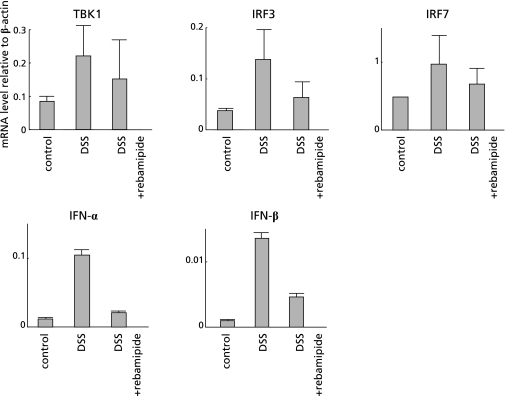 TBK1
IRF3
IRF7
mRNA level relative to β-actin
0.3
0.2
0.1
0
control
DSS
DSS
+rebamipide
0.2
0.1
0
control
DSS
DSS
+rebamipide
1
0
control
DSS
DSS
+rebamipide
IFN-α
IFN-β
0.1
0
control
DSS
DSS
+rebamipide
0.01
0
control
DSS
DSS
+rebamipide